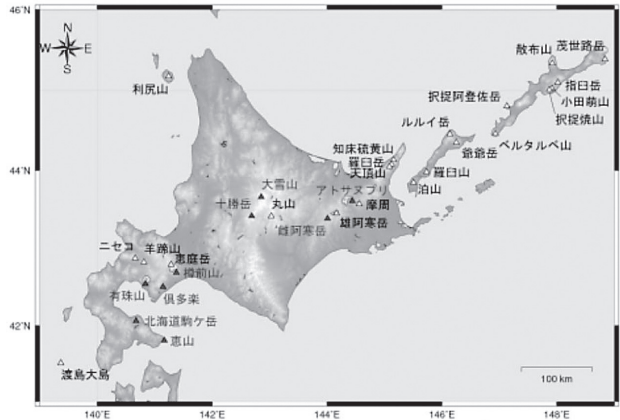 46°N
N
W E
S
利尻山
散布山 茂世路岳
指臼岳
小田萌山
択捉焼山
択捉阿登佐岳
ベルタルベ山
ルルイ岳
爺爺岳
羅臼山
泊山
44°N
知床硫黄山
羅臼岳
天頂山
アトサヌプリ
摩周
雄阿寒岳
雌阿寒岳
大雪山
十勝岳 丸山
ニセコ 羊蹄山
恵庭岳
樽前山
有珠山 倶多楽
42°N
北海道駒ケ岳
恵山
渡島大島
100 km
140°E 142°E 144°E 146°E 148°E